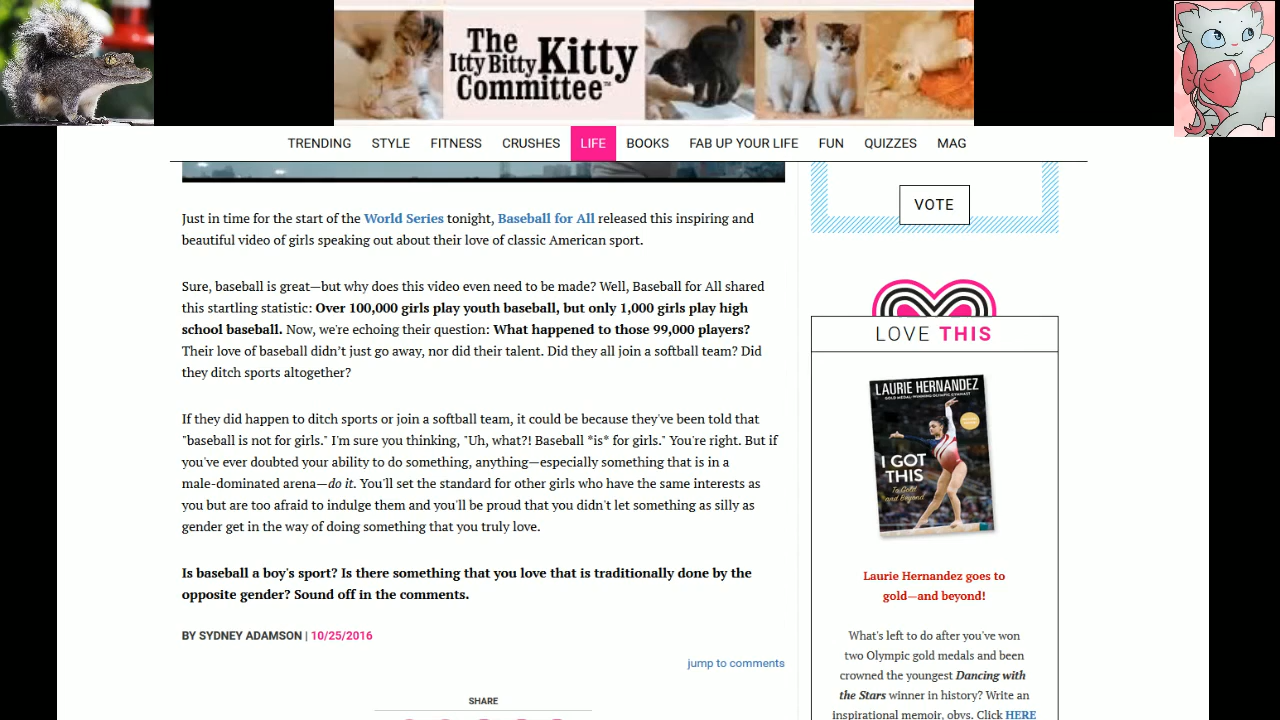 The
Itty Bitty Kitty
Committee™
TRENDING STYLE FITNESS CRUSHES LIFE BOOKS FAB UP YOUR LIFE FUN QUIZZES MAG
Just in time for the start of the World Series tonight, Baseball for All released this inspiring and
beautiful video of girls speaking out about their love of classic American sport.
Sure, baseball is great—but why does this video even need to be made? Well, Baseball for All shared
this startling statistic: Over 100,000 girls play youth baseball, but only 1,000 girls play high
school baseball. Now, we're echoing their question: What happened to those 99,000 players?
Their love of baseball didn't just go away, nor did their talent. Did they all join a softball team? Did
they ditch sports altogether?
If they did happen to ditch sports or join a softball team, it could be because they've been told that
"baseball is not for girls." I'm sure you thinking, "Uh, what?! Baseball *is* for girls." You're right. But if
you've ever doubted your ability to do something, anything—especially something that is in a
male-dominated arena—do it. You'll set the standard for other girls who have the same interests as
you but are too afraid to indulge them and you'll be proud that you didn't let something as silly as
gender get in the way of doing something that you truly love.
Is baseball a boy's sport? Is there something that you love that is traditionally done by the
opposite gender? Sound off in the comments.
BY SYDNEY ADAMSON | 10/25/2016
jump to comments
SHARE
VOTE
LOVE THIS
LAURIE HERNANDEZ
GOLD MEDAL-WINNING OLYMPIC GYMNAST
I GOT
THIS
To Gold
and Beyond
Laurie Hernandez goes to
gold—and beyond!
What's left to do after you've won
two Olympic gold medals and been
crowned the youngest Dancing with
the Stars winner in history? Write an
inspirational memoir, obvs. Click HERE